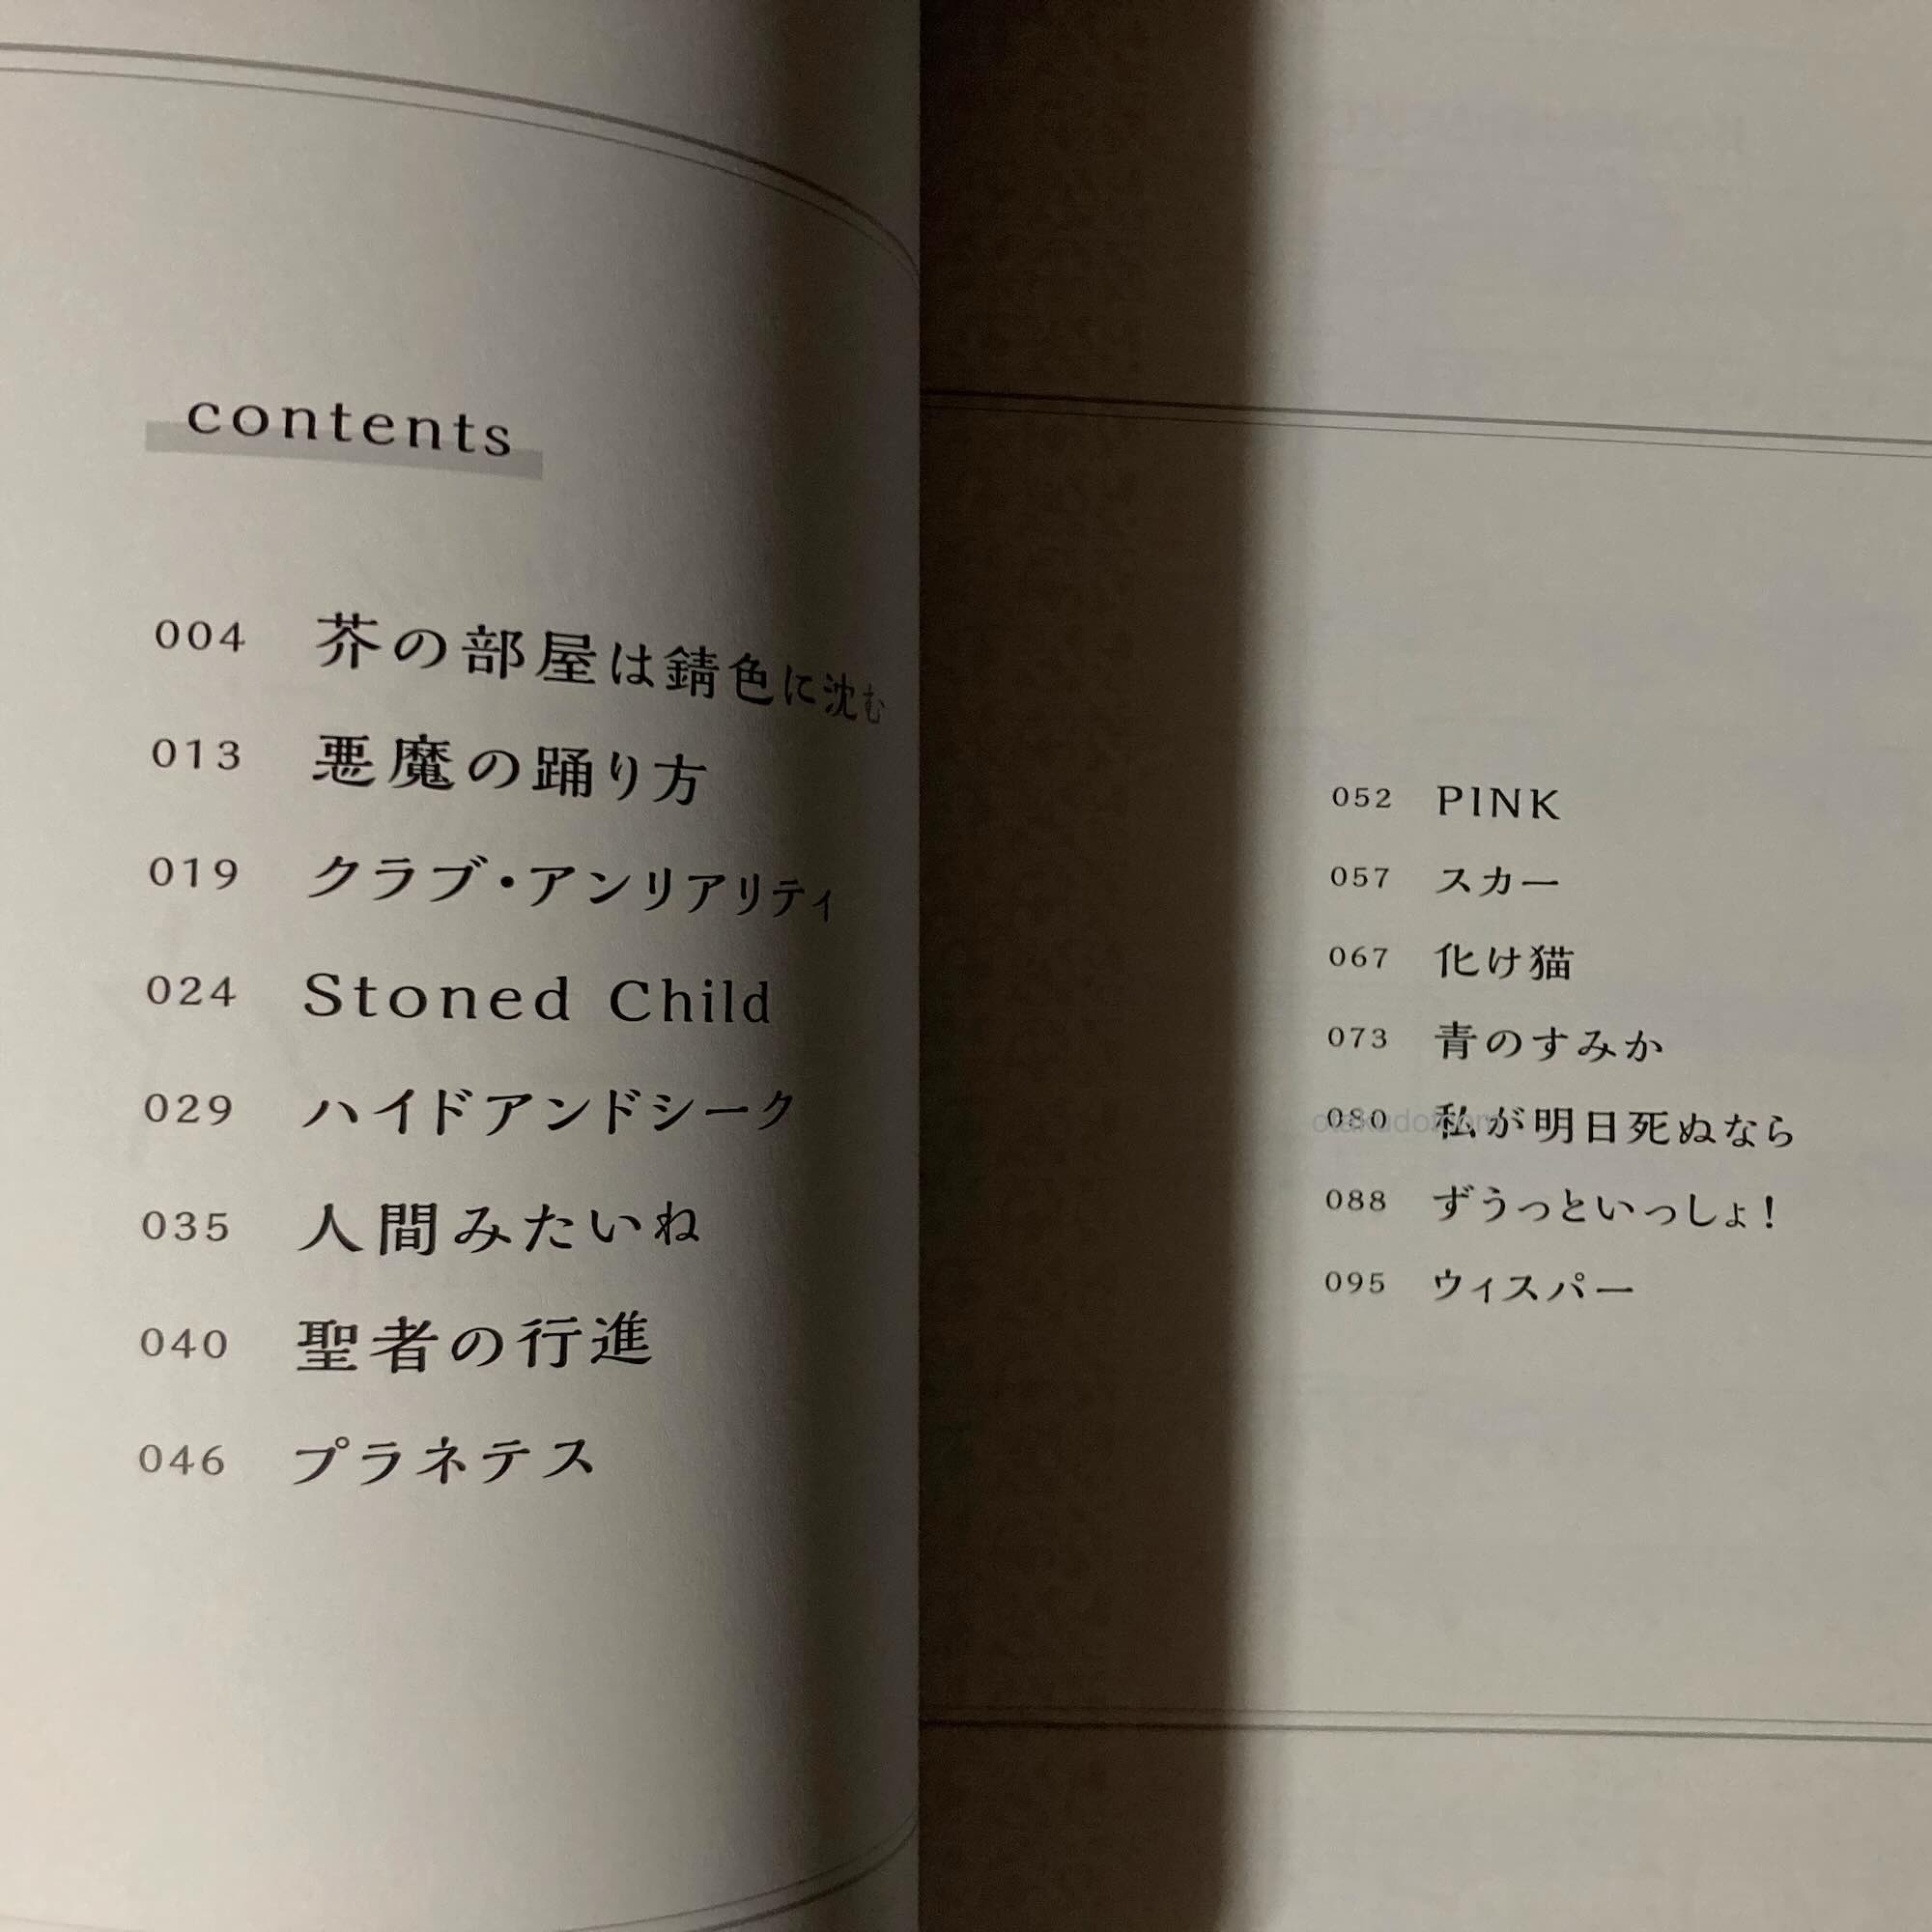 contents
004 芥の部屋は錆色に沈む
013 悪魔の踊り方
019 クラブ・アンリアリティ
024 Stoned Child
029 ハイドアンドシーク
035 人間みたいね
040 聖者の行進
046 プラネテス
052 PINK
057 スカー
067 化け猫
073 青のすみか
080 私が明日死ぬなら
088 ずうっといっしょ！
095 ウィスパー